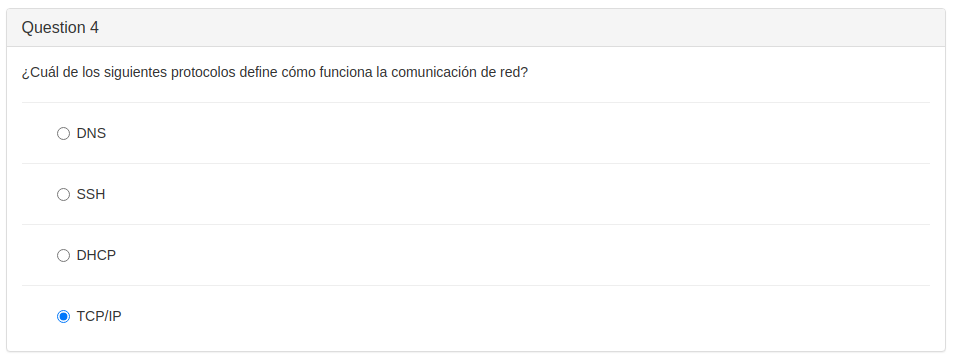 Question 4
¿Cuál de los siguientes protocolos define cómo funciona la comunicación de red?
DNS
SSH
DHCP
TCP/IP